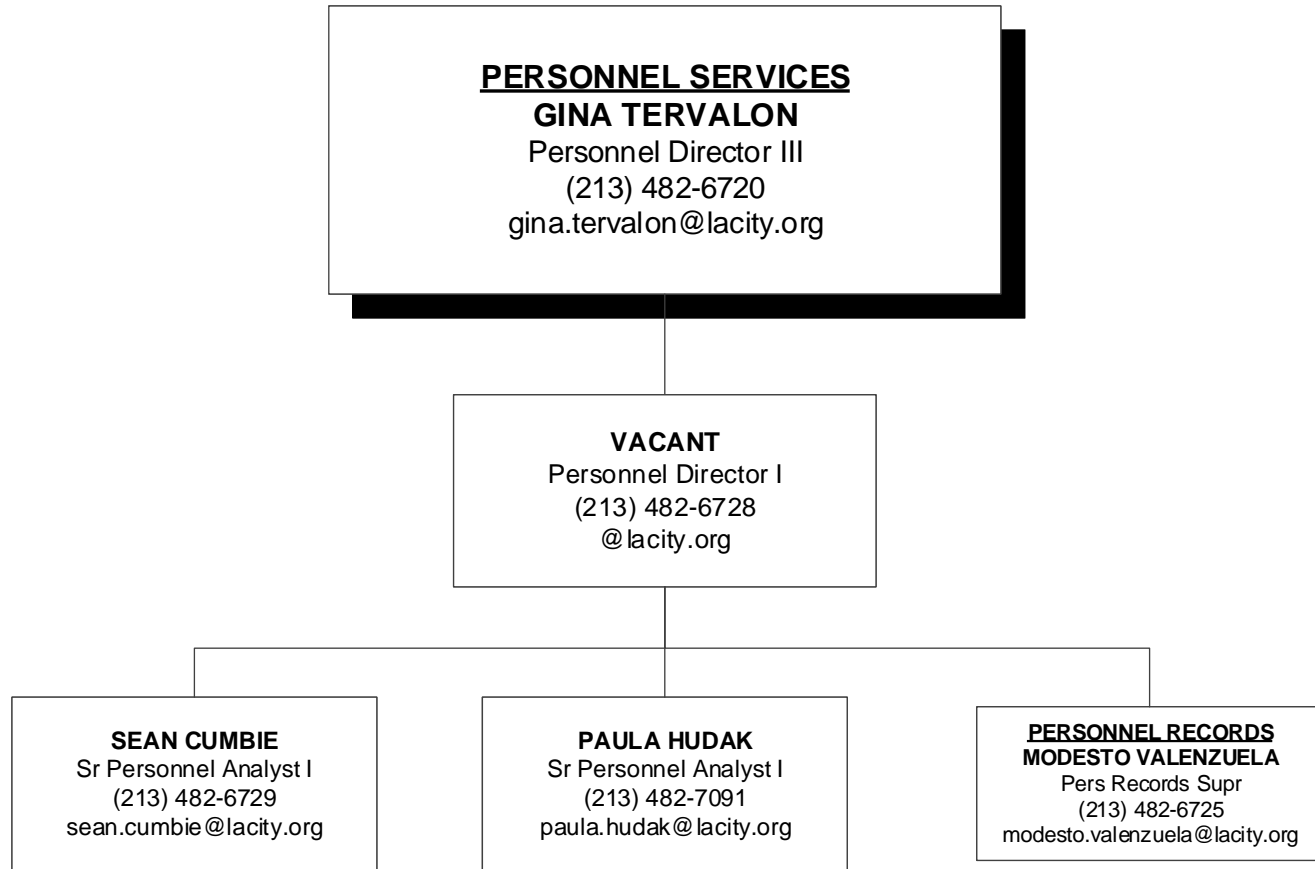 PERSONNEL SERVICES
GINA TERVALON
Personnel Director III
(213) 482-6720
gina.tervalon@lacity.org
VACANT
Personnel Director I
(213) 482-6728
@lacity.org
SEAN CUMBIE
Sr Personnel Analyst I
(213) 482-6729
sean.cumbie@lacity.org
PAULA HUDAK
Sr Personnel Analyst I
(213) 482-7091
paula.hudak@lacity.org
PERSONNEL RECORDS
MODESTO VALENZUELA
Pers Records Supr
(213) 482-6725
modesto.valenzuela@lacity.org